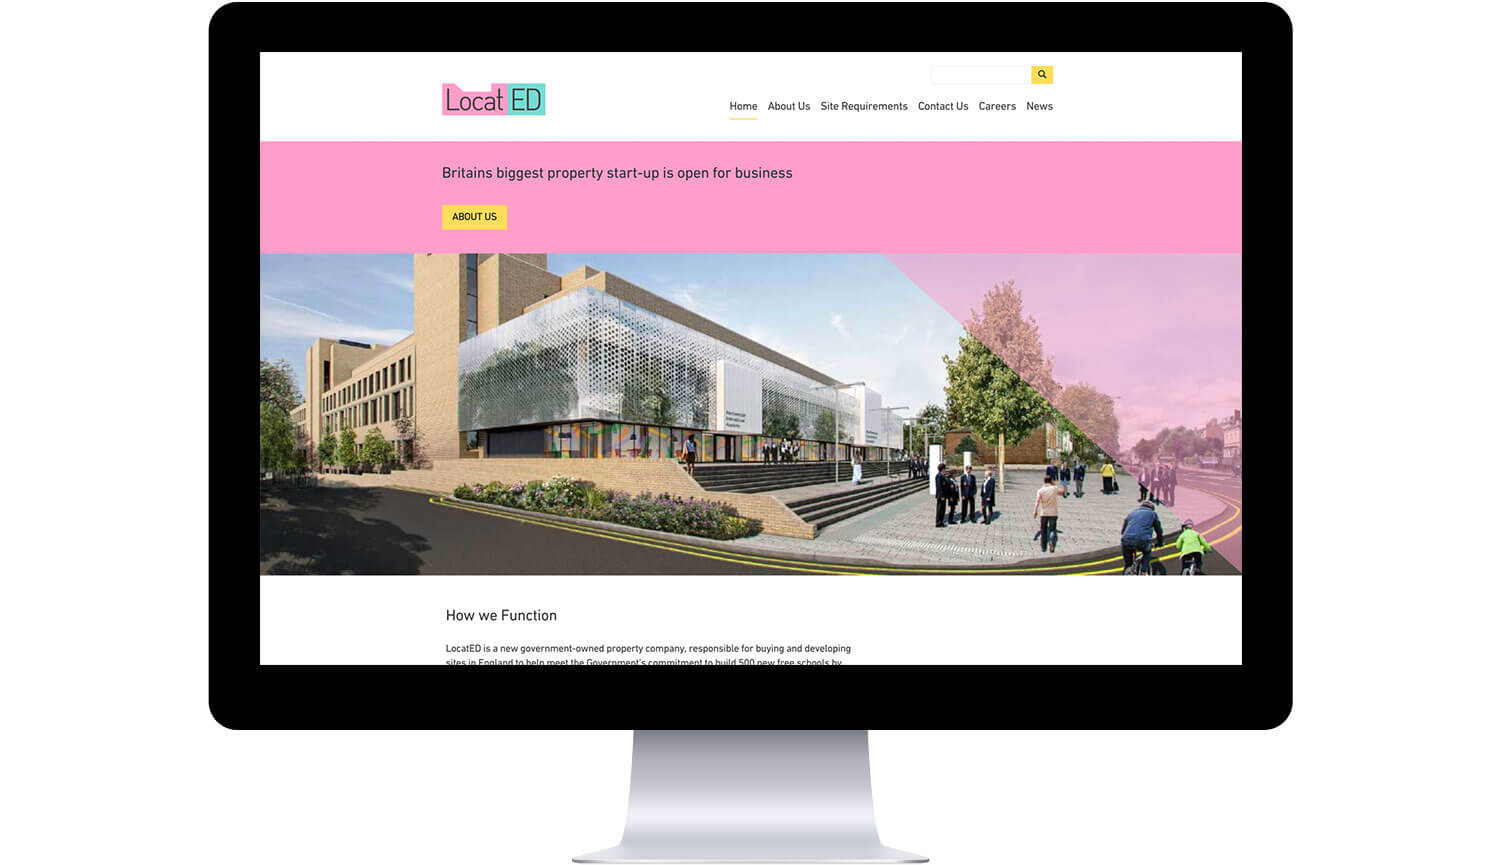 Locat ED
Home About Us Site Requirements Contact Us Careers News
Britains biggest property start-up is open for business
ABOUT US
How we Function
LocatED is a new government-owned property company, responsible for buying and developing
sites in England to help meet the Government's commitment to build 500 new free schools by